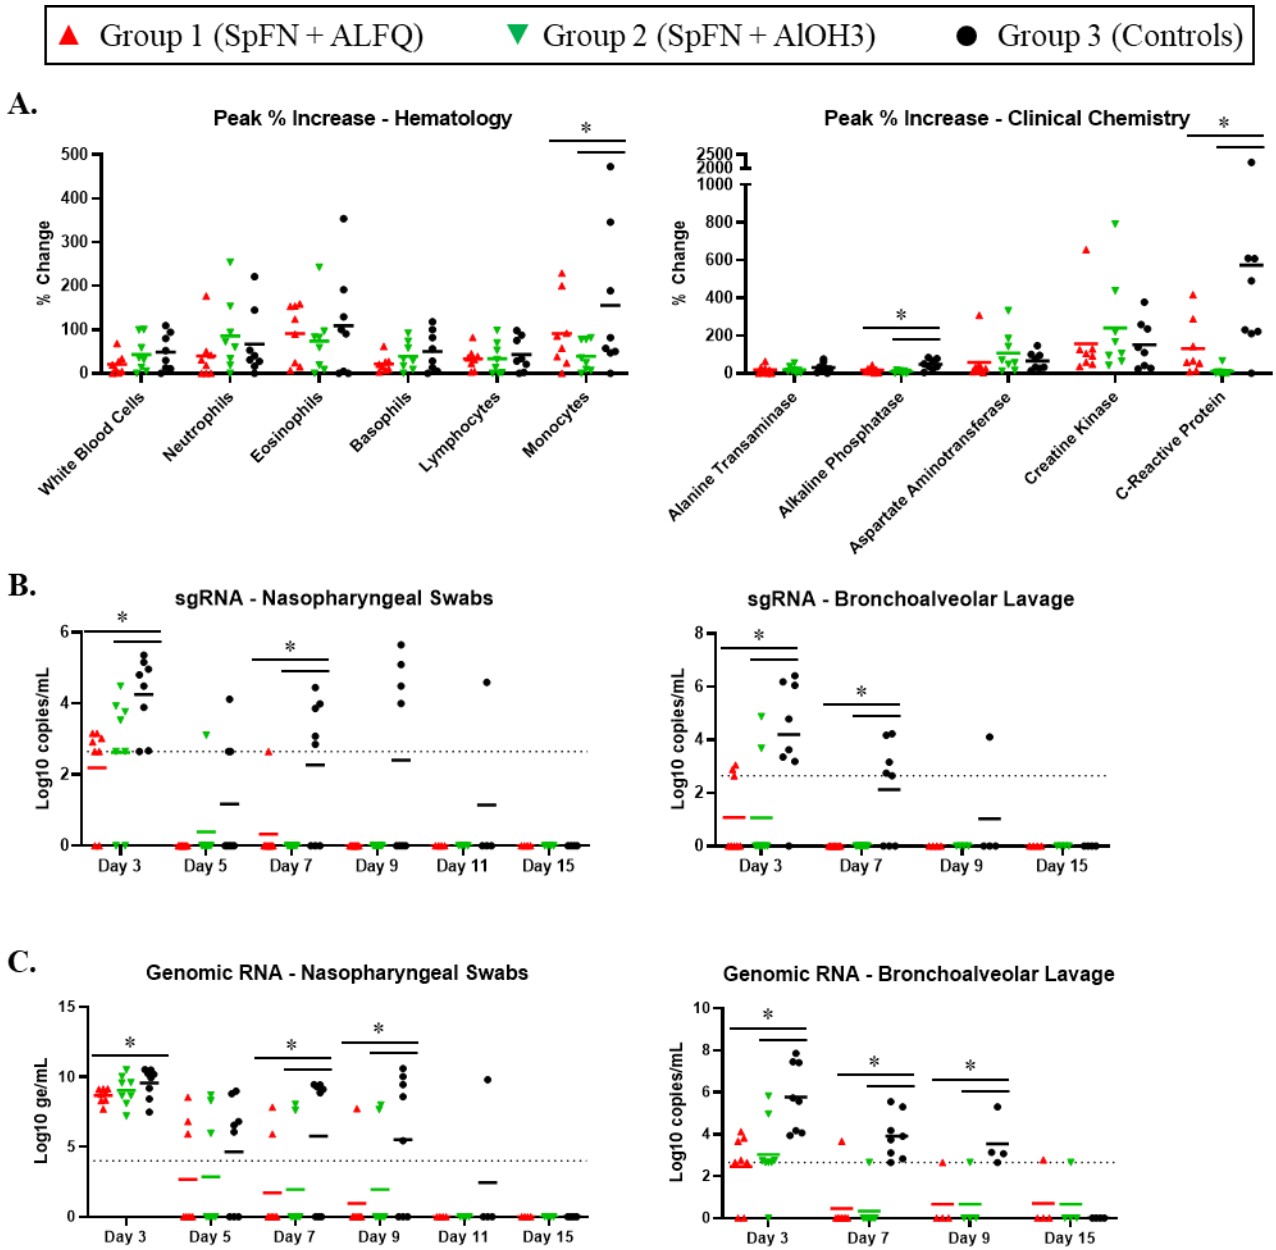 Group 1 (SpFN + ALFQ) Group 2 (SpFN + AlOH3) Group 3 (Controls)
A.
Peak % Increase - Hematology
*
% Change
500
400
300
200
100
0
White Blood Cells
Neutrophils
Eosinophils
Basophils
Lymphocytes
Monocytes
Peak % Increase - Clinical Chemistry
*
*
% Change
2500
2000
1000
800
600
400
200
0
Alanine Transaminase
Alkaline Phosphatase
Aspartate Aminotransferase
Creatine Kinase
C-Reactive Protein
B.
sgRNA - Nasopharyngeal Swabs
*
*
Log10 copies/mL
6
4
2
0
Day 3 Day 5 Day 7 Day 9 Day 11 Day 15
sgRNA - Bronchoalveolar Lavage
*
*
Log10 copies/mL
8
6
4
2
0
Day 3 Day 7 Day 9 Day 15
C.
Genomic RNA - Nasopharyngeal Swabs
*
*
*
Log10 ge/mL
15
10
5
0
Day 3 Day 5 Day 7 Day 9 Day 11 Day 15
Genomic RNA - Bronchoalveolar Lavage
*
*
*
Log10 copies/mL
10
8
6
4
2
0
Day 3 Day 7 Day 9 Day 15